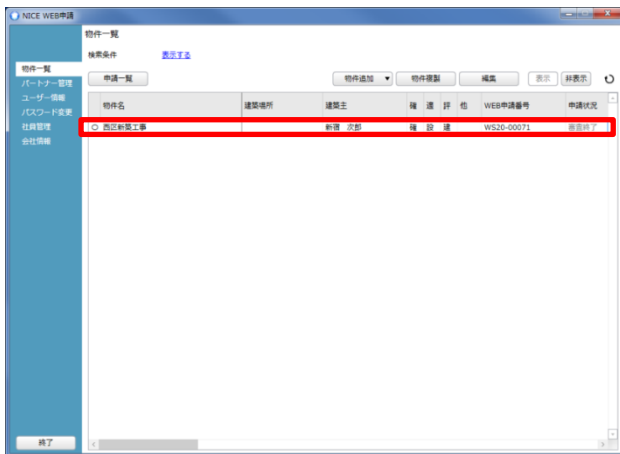 NICE WEB申請
物件一覧
検索条件 表示する
物件一覧
パートナー管理
ユーザー情報
パスワード変更
社員管理
会社情報
申請一覧 物件追加 ▼ 物件複製 編集 表示 非表示
物件名 建築場所 建築主 確 適 評 他 WEB申請番号 申請状況
○ 西区新築工事 新宿 次郎 確 設 建 WS20-00071 審査終了
終了